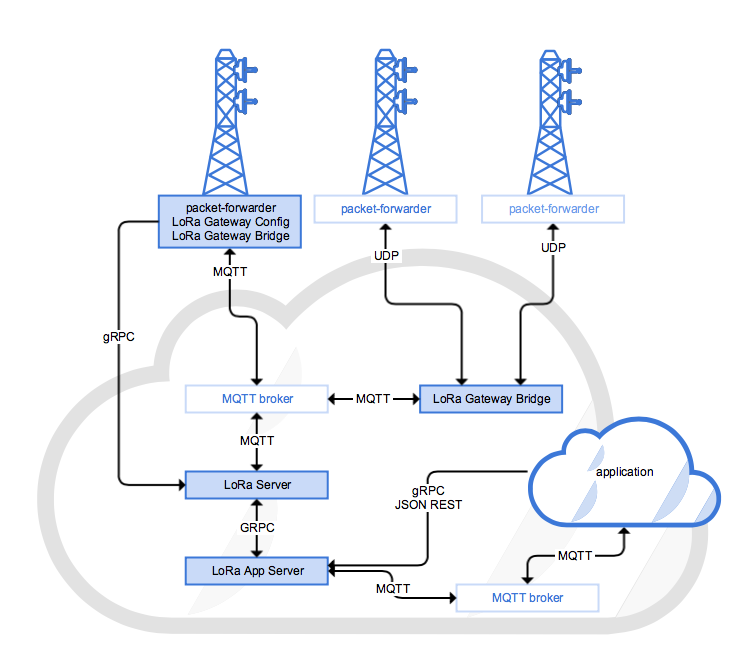 packet-forwarder
LoRa Gateway Config
LoRa Gateway Bridge
packet-forwarder
packet-forwarder
MQTT
UDP
UDP
gRPC
MQTT broker
MQTT
LoRa Gateway Bridge
MQTT
LoRa Server
gRPC
JSON REST
application
GRPC
LoRa App Server
MQTT
MQTT
MQTT broker